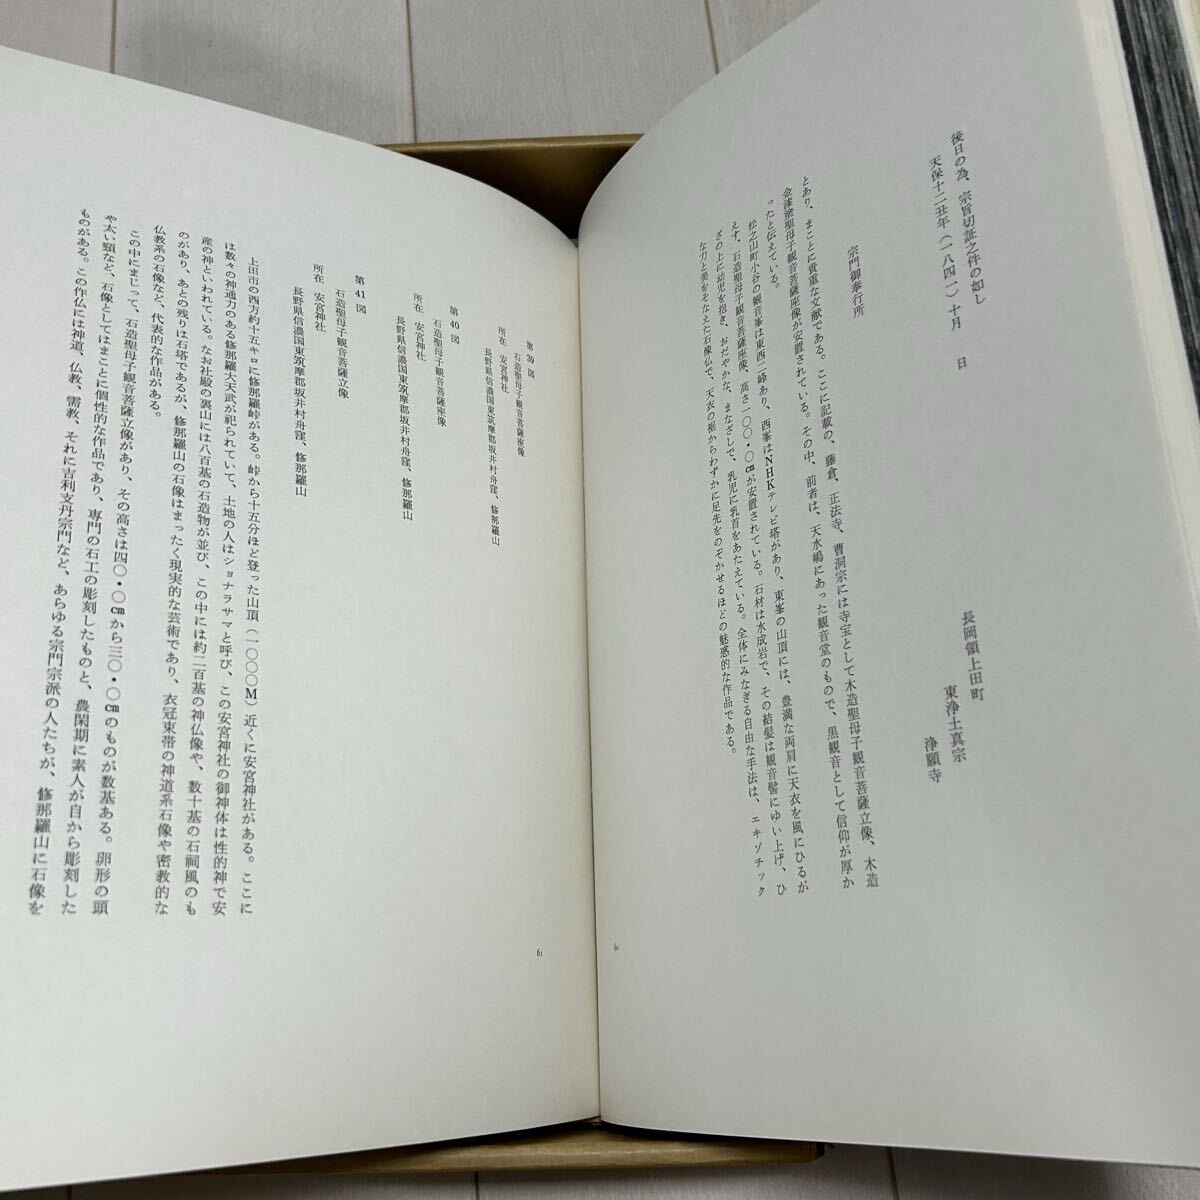 後日の為、宗旨切証之件の如し
天保十二丑年(一八四一)十月　日
長岡領上田町
東浄土真宗
浄願寺
宗門御奉行所
とあり、まことに貴重な文献である。ここに記載の、藤倉、正法寺、曹洞宗には寺宝として木造聖母子観音菩薩立像、木造
金漆塗聖母子観音菩薩座像が安置されている。その中、前者は、天水嶋にあった観音堂のもので、黒観音として信仰が厚か
ったと伝えている。
松之山町小谷の観音峯は東西二峰あり、西峯はNHKテレビ塔があり、東峯の山頂には、豊満な両肩に天衣を風にひるが
えす、石造聖母子観音菩薩座像、高さ一〇〇・〇cmが安置されている。石材は水成岩で、その結髪は観音髻にゆい上げ、ひ
ざの上に幼児を抱き、おだやかな、まなざしで、乳児に乳首をあたえている。全体にみなぎる自由な手法は、エキゾチック
な力と美をそなえた石像仏で、天衣の裾からわずかに足先をのぞかせるほどの魅惑的な作品である。
60
第39図
石造聖母子観音菩薩座像
所在　安宮神社
長野県信濃国東筑摩郡坂井村舟窪、修那羅山
第40図
石造聖母子観音菩薩座像
所在　安宮神社
長野県信濃国東筑摩郡坂井村舟窪、修那羅山
第41図
石造聖母子観音菩薩立像
所在　安宮神社
長野県信濃国東筑摩郡坂井村舟窪、修那羅山
上田市の西方約十五キロに修那羅峠がある。峠から十五分ほど登った山頂(一〇〇〇M)近くに安宮神社がある。ここに
は数々の神通力のある修那羅大天武が祀られていて、土地の人はショナラサマと呼び、この安宮神社の御神体は性的神で安
産の神といわれている。なお社殿の裏山には八百基の石造物が並び、この中には約二百基の神仏像や、数十基の石祠風のも
のがあり、あとの残りは石塔であるが、修那羅山の石像はまったく現実的な芸術であり、衣冠束帯の神道系石像や密教的な
仏教系の石像など、代表的な作品がある。
この中にまじって、石造聖母子観音菩薩立像があり、その高さは四〇・〇cmから三〇・〇cmのものが数基ある。卵形の頭
や太い頸など、石像としてはまことに個性的な作品であり、専門の石工の彫刻したものと、農閑期に素人が自から彫刻した
ものがある。この作仏には神道、仏教、儒教、それに吉利支丹宗門など、あらゆる宗門宗派の人たちが、修那羅山に石像を
61